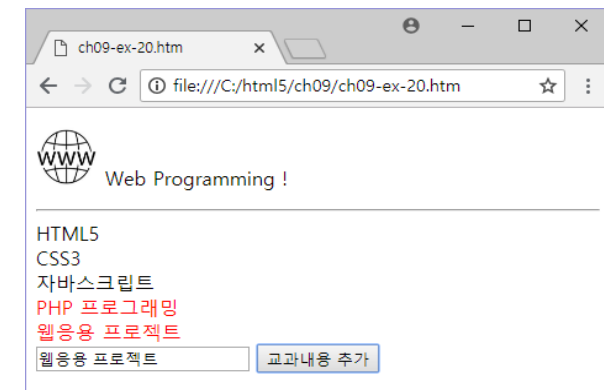 ch09-ex-20.htm
file:///C:/html5/ch09/ch09-ex-20.htm
WWW
Web Programming !
HTML5
CSS3
자바스크립트
PHP 프로그래밍
웹응용 프로젝트
웹응용 프로젝트 교과내용 추가